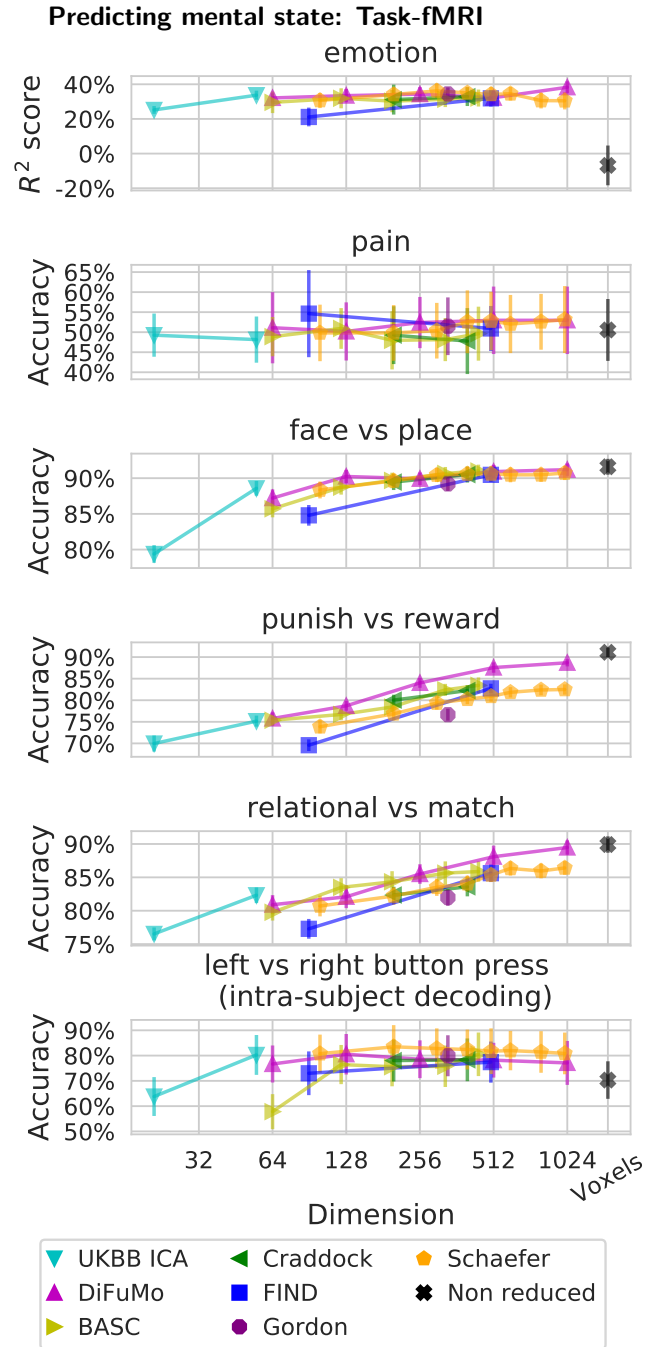 Predicting mental state: Task-fMRI
emotion
R² score
40%
20%
0%
-20%
pain
Accuracy
65%
60%
55%
50%
45%
40%
face vs place
Accuracy
90%
85%
80%
punish vs reward
Accuracy
90%
85%
80%
75%
70%
relational vs match
Accuracy
90%
85%
80%
75%
left vs right button press
(intra-subject decoding)
Accuracy
90%
80%
70%
60%
50%
32 64 128 256 512 1024 Voxels
Dimension
UKBB ICA Craddock Schaefer
DiFuMo FIND Non reduced
BASC Gordon